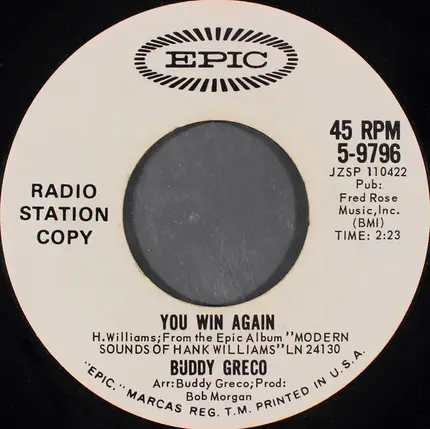 EPIC
RADIO
STATION
COPY
45 RPM
5-9796
JZSP 110422
Pub:
Fred Rose
Music,Inc.
(BMI)
TIME: 2:23
YOU WIN AGAIN
H.Williams;From the Epic Album "MODERN
SOUNDS OF HANK WILLIAMS" LN 24130
BUDDY GRECO
Arr:Buddy Greco;Prod:
Bob Morgan
"EPIC," MARCAS REG. T.M. PRINTED IN U.S.A.